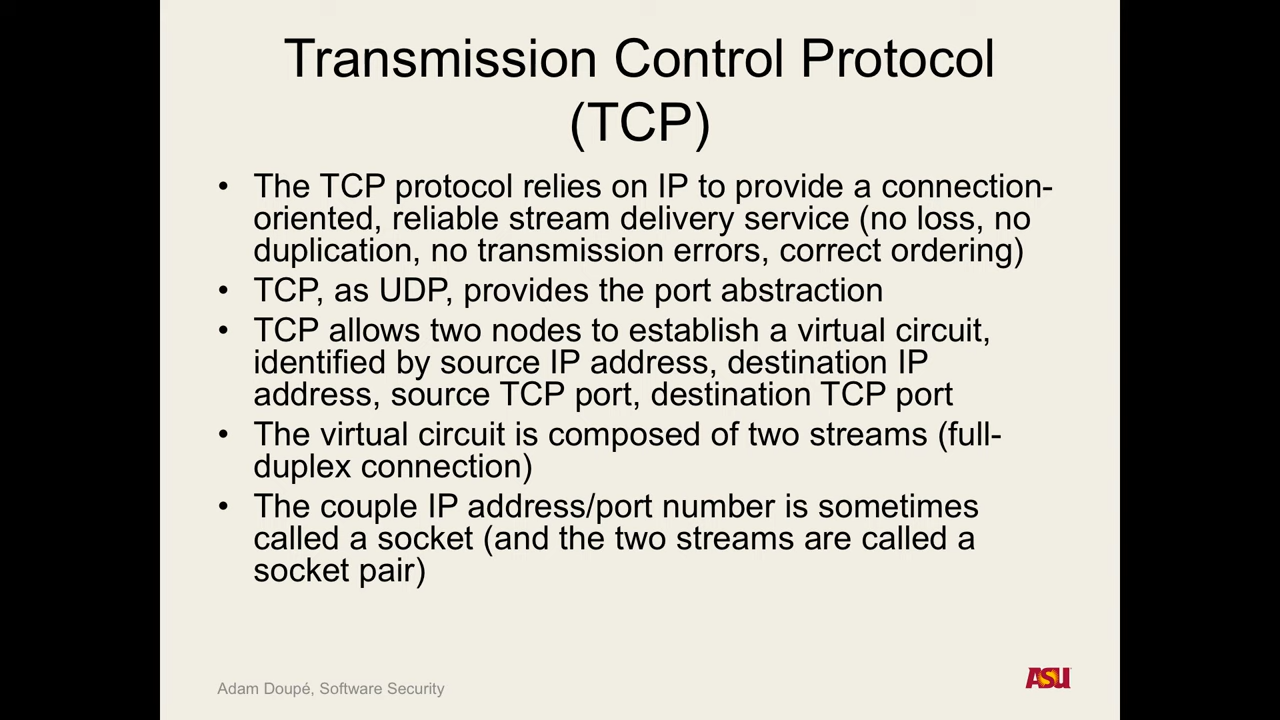 Transmission Control Protocol
(TCP)
• The TCP protocol relies on IP to provide a connection-
oriented, reliable stream delivery service (no loss, no
duplication, no transmission errors, correct ordering)
• TCP, as UDP, provides the port abstraction
• TCP allows two nodes to establish a virtual circuit,
identified by source IP address, destination IP
address, source TCP port, destination TCP port
• The virtual circuit is composed of two streams (full-
duplex connection)
• The couple IP address/port number is sometimes
called a socket (and the two streams are called a
socket pair)
Adam Doupé, Software Security
ASU